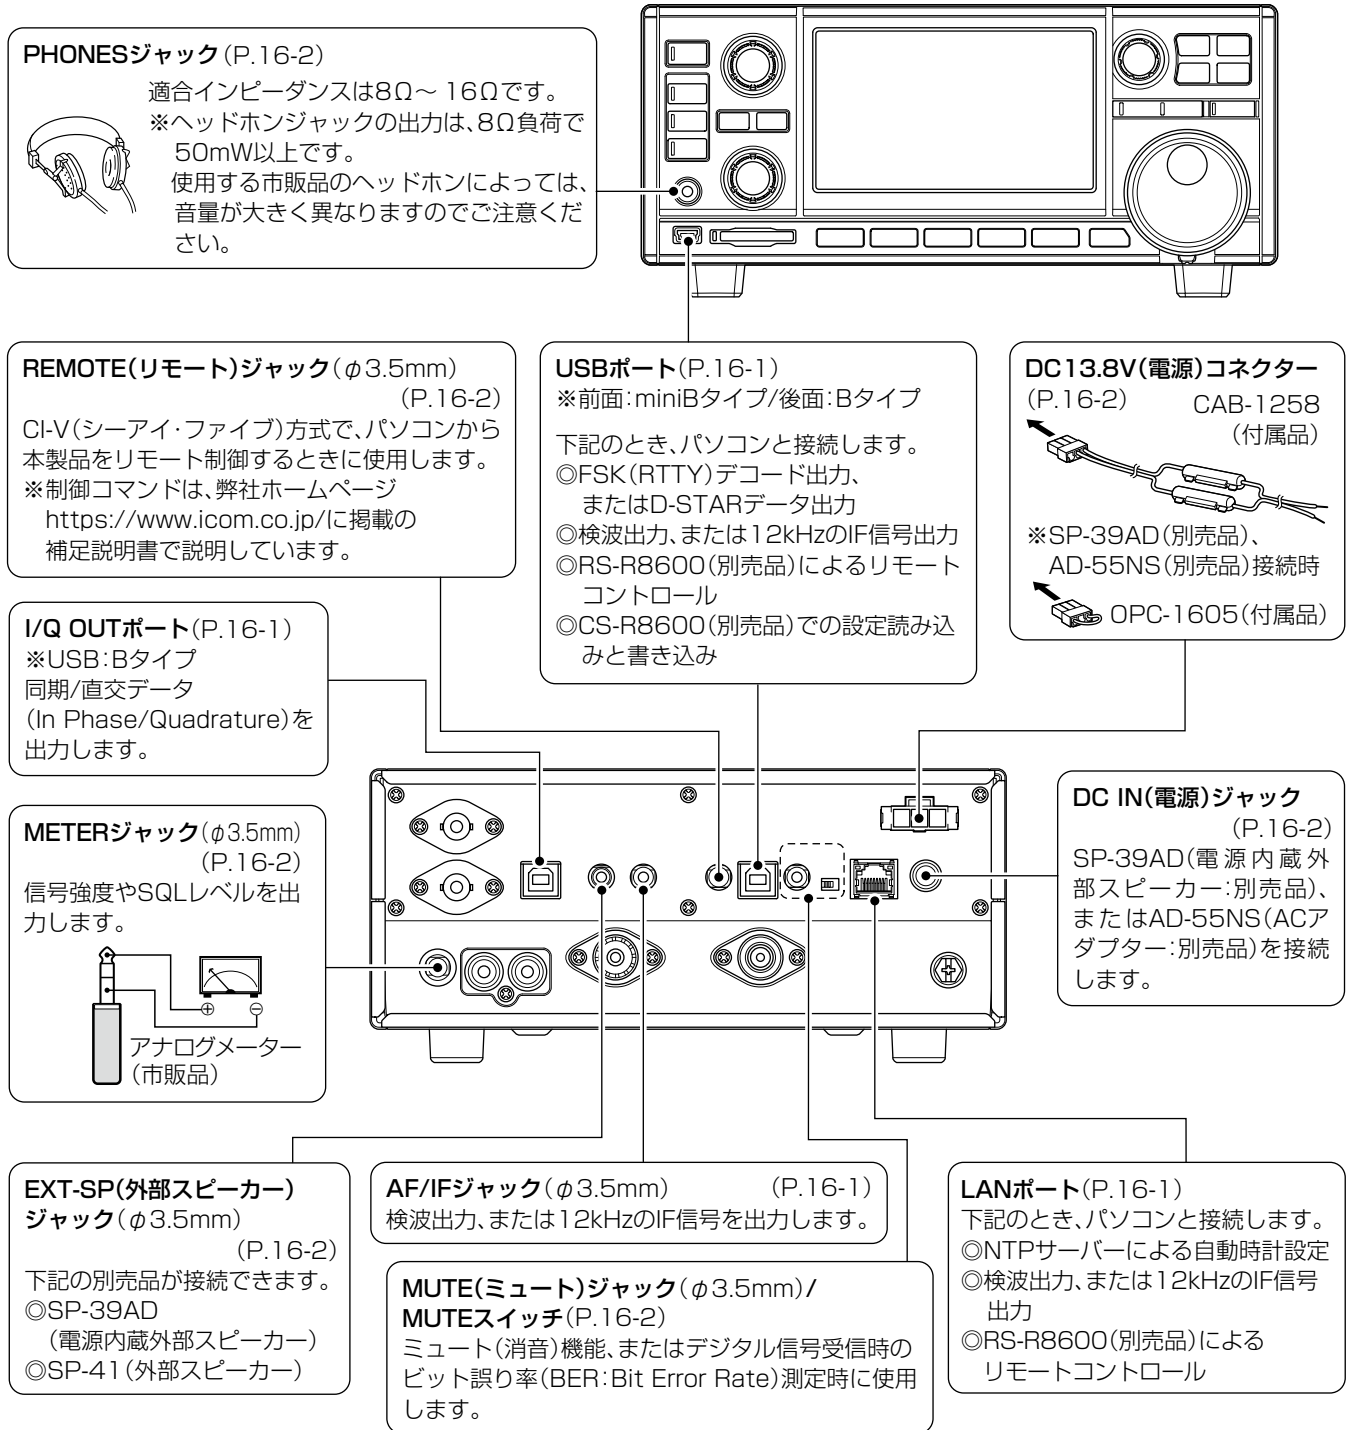 PHONESジャック(P.16-2)
適合インピーダンスは8Ω～ 16Ωです。
※ヘッドホンジャックの出力は、8Ω負荷で
50mW以上です。
使用する市販品のヘッドホンによっては、
音量が大きく異なりますのでご注意くだ
さい。
REMOTE(リモート)ジャック(φ3.5mm)
(P.16-2)
CI-V(シーアイ・ファイブ)方式で、パソコンから
本製品をリモート制御するときに使用します。
※制御コマンドは、弊社ホームページ
https://www.icom.co.jp/に掲載の
補足説明書で説明しています。
USBポート(P.16-1)
※前面:miniBタイプ/後面:Bタイプ
下記のとき、パソコンと接続します。
◎FSK(RTTY)デコード出力、
またはD-STARデータ出力
◎検波出力、または12kHzのIF信号出力
◎RS-R8600(別売品)によるリモート
コントロール
◎CS-R8600(別売品)での設定読み込
みと書き込み
DC13.8V(電源)コネクター
(P.16-2) CAB-1258
(付属品)
※SP-39AD(別売品)、
AD-55NS(別売品)接続時
OPC-1605(付属品)
I/Q OUTポート(P.16-1)
※USB:Bタイプ
同期/直交データ
(In Phase/Quadrature)を
出力します。
METERジャック(φ3.5mm)
(P.16-2)
信号強度やSQLレベルを出
力します。
⊕ ⊖
アナログメーター
(市販品)
DC IN(電源)ジャック
(P.16-2)
SP-39AD(電源内蔵外
部スピーカー:別売品)、
またはAD-55NS(ACア
ダプター:別売品)を接続
します。
EXT-SP(外部スピーカー)
ジャック(φ3.5mm)
(P.16-2)
下記の別売品が接続できます。
◎SP-39AD
(電源内蔵外部スピーカー)
◎SP-41(外部スピーカー)
AF/IFジャック(φ3.5mm) (P.16-1)
検波出力、または12kHzのIF信号を出力します。
MUTE(ミュート)ジャック(φ3.5mm)/
MUTEスイッチ(P.16-2)
ミュート(消音)機能、またはデジタル信号受信時の
ビット誤り率(BER:Bit Error Rate)測定時に使用
します。
LANポート(P.16-1)
下記のとき、パソコンと接続します。
◎NTPサーバーによる自動時計設定
◎検波出力、または12kHzのIF信号
出力
◎RS-R8600(別売品)による
リモートコントロール